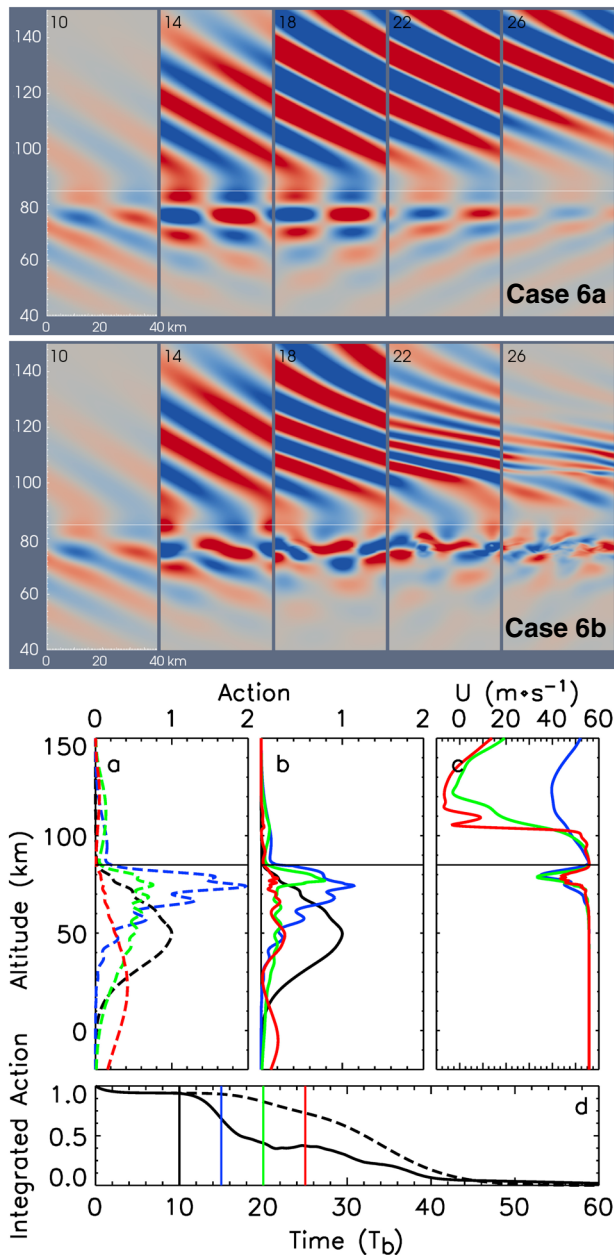 10 14 18 22 26
140
120
100
80
60
40
0 20 40 km
Case 6a
10 14 18 22 26
140
120
100
80
60
40
0 20 40 km
Case 6b
Action U (m•s⁻¹)
0 1 2 1 2 0 20 40 60
150
100
50
0
Altitude (km)
a b c
Integrated Action
1.0
0.5
0.0
d
0 10 20 30 40 50 60
Time (T_b)